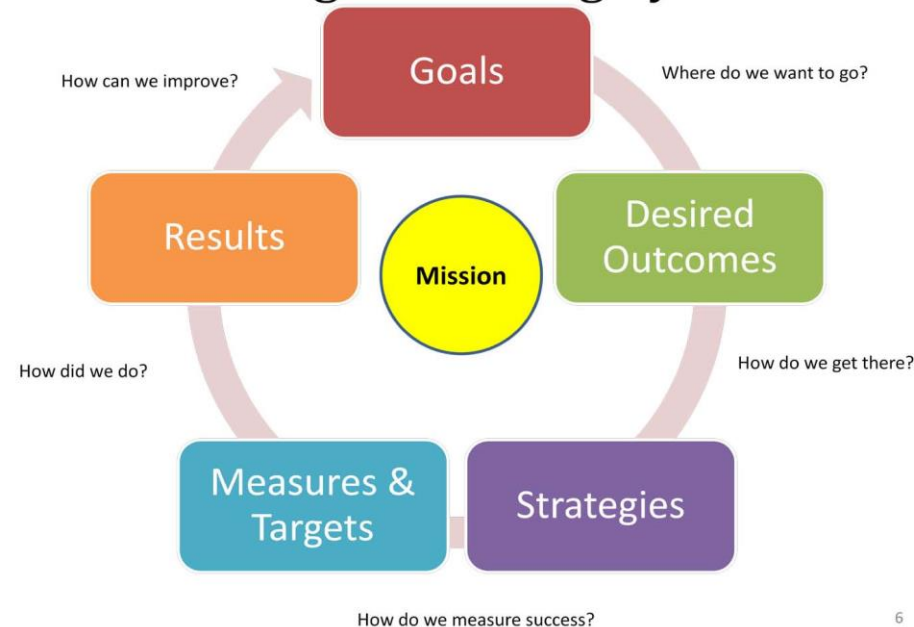 Goals
Where do we want to go?
Desired
Outcomes
How do we get there?
Strategies
How do we measure success?
Measures &
Targets
How did we do?
Results
How can we improve?
Mission
6